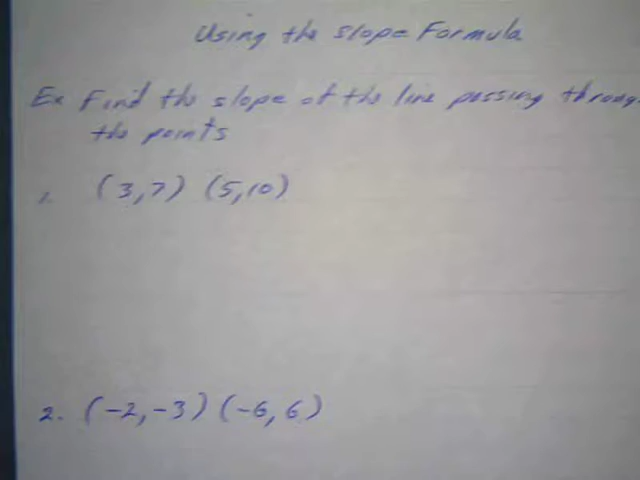 Using the slope Formula
Ex Find the slope of the line passing throug
the points
1. (3,7) (5,10)
2. (-2,-3) (-6,6)